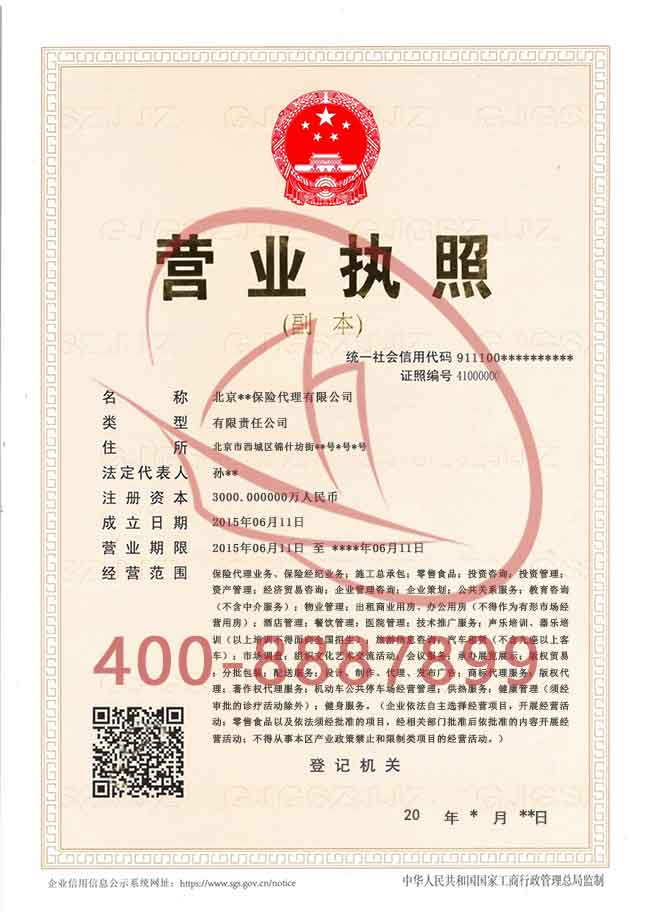 营业执照
(副 本)
统一社会信用代码 911100**********
证照编号 41000000
名 称 北京**保险代理有限公司
类 型 有限责任公司
住 所 北京市西城区锦什坊街**号*号*号
法定代表人 孙**
注 册 资 本 3000.000000万人民币
成 立 日 期 2015年06月11日
营 业 期 限 2015年06月11日 至 ****年06月11日
经 营 范 围 保险代理业务、保险经纪业务；施工总承包；零售食品；投资咨询；投资管理；
资产管理；经济贸易咨询；企业管理咨询；企业策划；公共关系服务；教育咨询
（不含中介服务）；物业管理；出租商业用房、办公用房（不得作为有形市场经
营用房）；酒店管理；餐饮管理；医院管理；技术推广服务；声乐培训、器乐培
训（以上培训不得面向全国招生）；旅游信息咨询；汽车租赁（不含九座以上客
车）；市场调查；组织文化艺术交流活动；会议服务；承办展览展示；版权贸易
；分批包装；配送服务；设计、制作、代理、发布广告；商标代理服务；版权代
理；著作权代理服务；机动车公共停车场经营管理；供热服务；健康管理（须经
审批的诊疗活动除外）；健身服务。（企业依法自主选择经营项目，开展经营活
动；零售食品以及依法须经批准的项目，经相关部门批准后依批准的内容开展经
营活动；不得从事本区产业政策禁止和限制类项目的经营活动。）
400-8687899
登 记 机 关
20 年 * 月 **日
企业信用信息公示系统网址：https://www.sgs.gov.cn/notice
中华人民共和国国家工商行政管理总局监制